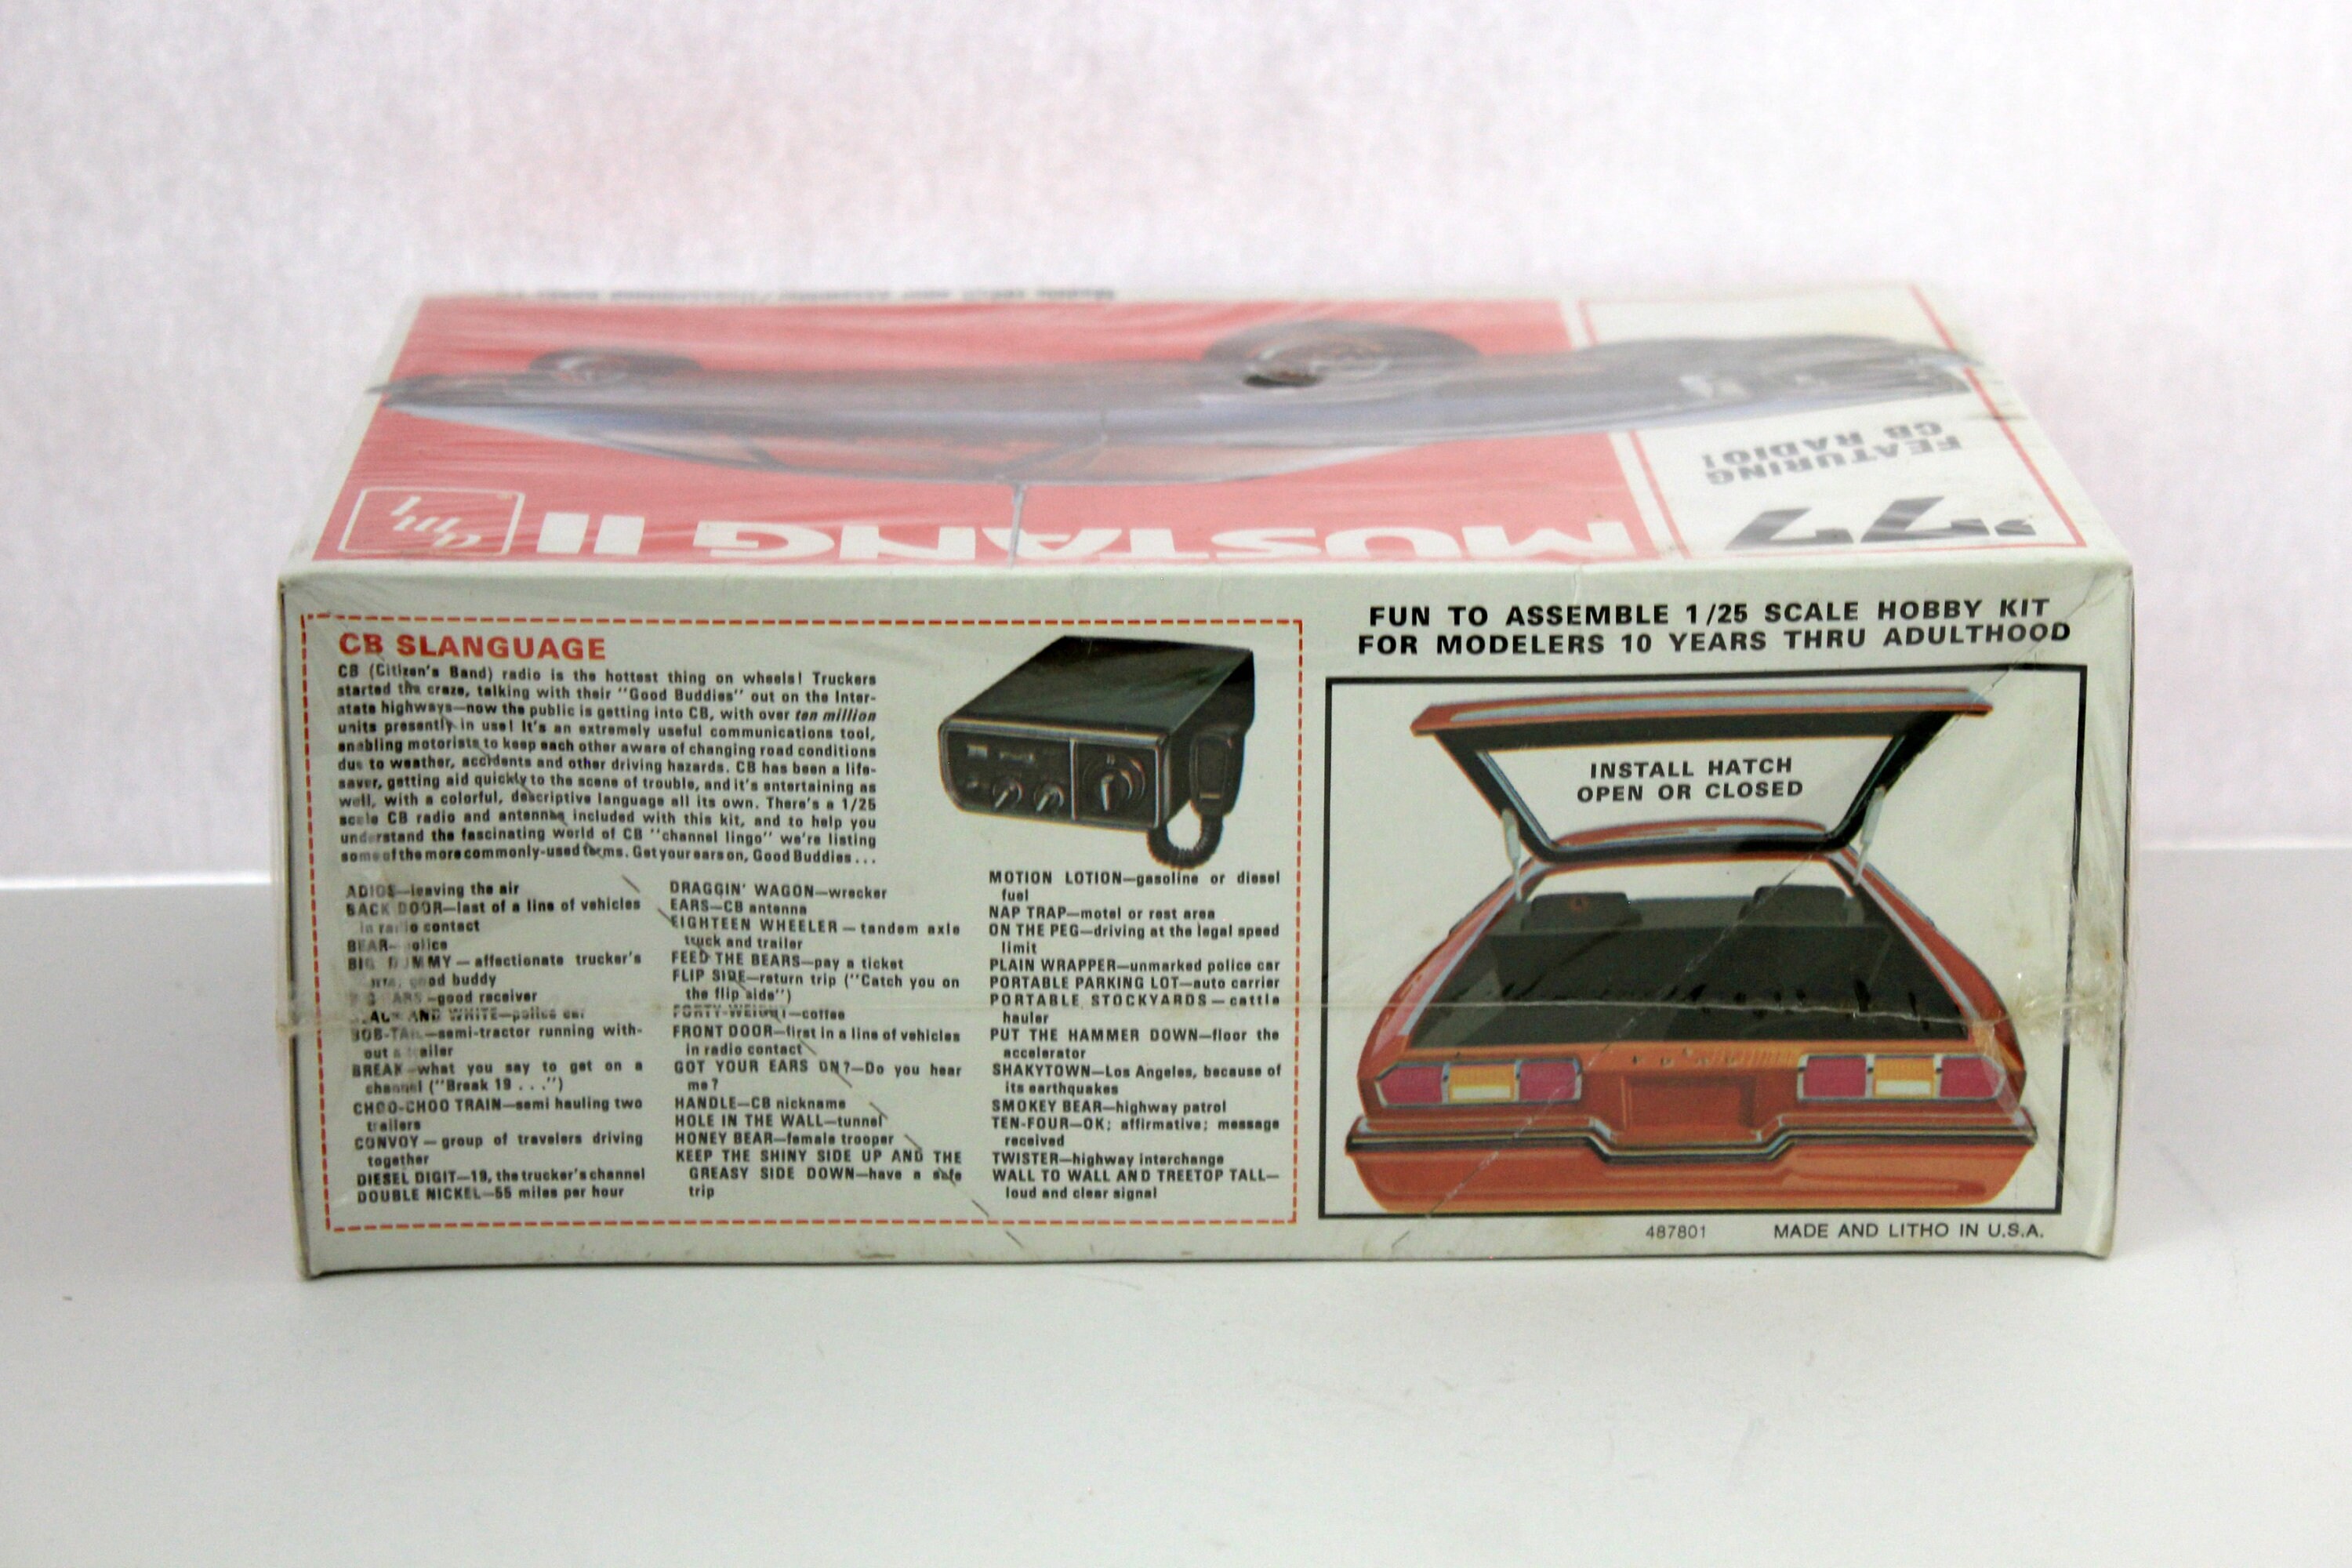 '77
FEATURING
CB RADIO!
MUSTANG II
amt
CB SLANGUAGE
CB (Citizen's Band) radio is the hottest thing on wheels! Truckers
started the craze, talking with their "Good Buddies" out on the Inter-
state highways—now the public is getting into CB, with over ten million
units presently in use! It's an extremely useful communications tool,
enabling motorists to keep each other aware of changing road conditions
due to weather, accidents and other driving hazards. CB has been a life-
saver, getting aid quickly to the scene of trouble, and it's entertaining as
well, with a colorful, descriptive language all its own. There's a 1/25
scale CB radio and antennas included with this kit, and to help you
understand the fascinating world of CB "channel lingo" we're listing
some of the more commonly-used terms. Get your ears on, Good Buddies...
ADIOS—leaving the air
BACK DOOR—last of a line of vehicles
in radio contact
BEAR—police
BIG DUMMY—affectionate trucker's
good buddy
EARS—good receiver
BLACK AND WHITE—police car
BOB-TAIL—semi-tractor running with-
out a trailer
BREAK—what you say to get on a
channel ("Break 19 . . .")
CHOO-CHOO TRAIN—semi hauling two
trailers
CONVOY—group of travelers driving
together
DIESEL DIGIT—19, the trucker's channel
DOUBLE NICKEL—55 miles per hour
DRAGGIN' WAGON—wrecker
EARS—CB antenna
EIGHTEEN WHEELER—tandem axle
truck and trailer
FEED THE BEARS—pay a ticket
FLIP SIDE—return trip ("Catch you on
the flip side")
FORTY-WEIGHT—coffee
FRONT DOOR—first in a line of vehicles
in radio contact
GOT YOUR EARS ON?—Do you hear
me?
HANDLE—CB nickname
HOLE IN THE WALL—tunnel
HONEY BEAR—female trooper
KEEP THE SHINY SIDE UP AND THE
GREASY SIDE DOWN—have a safe
trip
MOTION LOTION—gasoline or diesel
fuel
NAP TRAP—motel or rest area
ON THE PEG—driving at the legal speed
limit
PLAIN WRAPPER—unmarked police car
PORTABLE PARKING LOT—auto carrier
PORTABLE STOCKYARDS—cattle
hauler
PUT THE HAMMER DOWN—floor the
accelerator
SHAKYTOWN—Los Angeles, because of
its earthquakes
SMOKEY BEAR—highway patrol
TEN-FOUR—OK; affirmative; message
received
TWISTER—highway interchange
WALL TO WALL AND TREETOP TALL—
loud and clear signal
FUN TO ASSEMBLE 1/25 SCALE HOBBY KIT
FOR MODELERS 10 YEARS THRU ADULTHOOD
INSTALL HATCH
OPEN OR CLOSED
487801 MADE AND LITHO IN U.S.A.